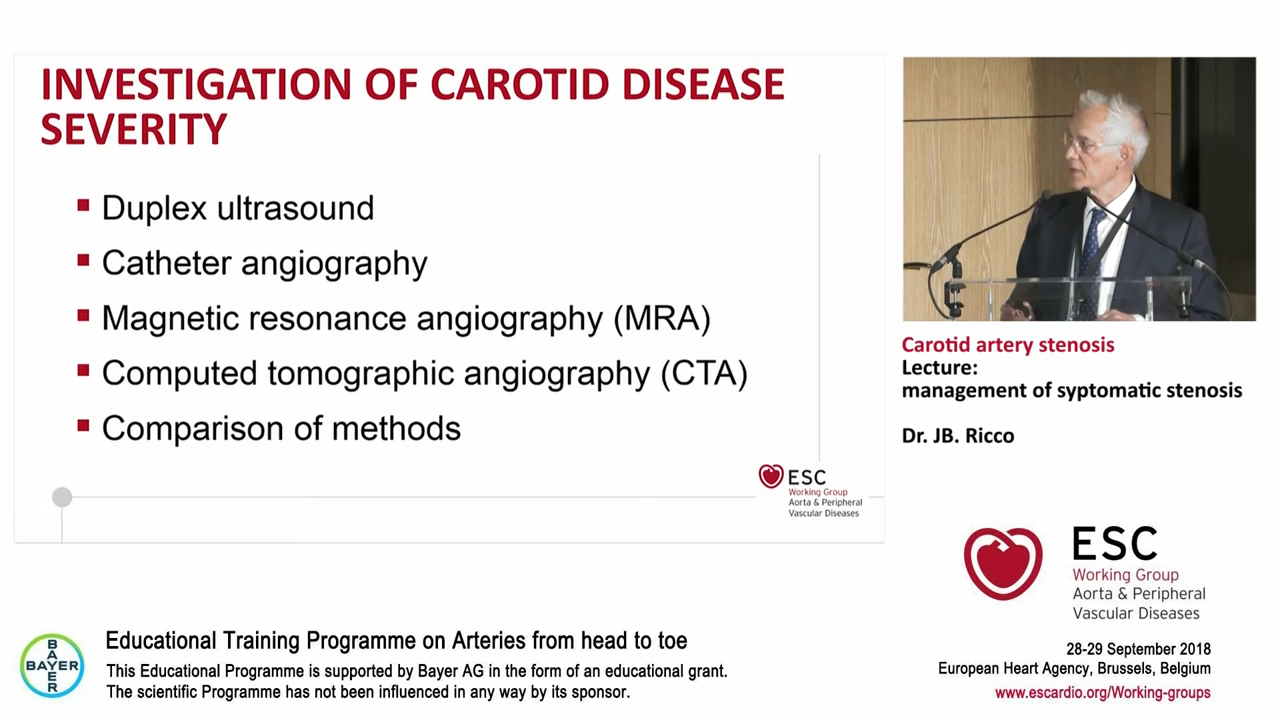 INVESTIGATION OF CAROTID DISEASE
SEVERITY
Duplex ultrasound
Catheter angiography
Magnetic resonance angiography (MRA)
Computed tomographic angiography (CTA)
Comparison of methods
ESC
Working Group
Aorta & Peripheral
Vascular Diseases
Carotid artery stenosis
Lecture:
management of syptomatic stenosis
Dr. JB. Ricco
ESC
Working Group
Aorta & Peripheral
Vascular Diseases
28-29 September 2018
European Heart Agency, Brussels, Belgium
www.escardio.org/Working-groups
BAYER
BAYER
Educational Training Programme on Arteries from head to toe
This Educational Programme is supported by Bayer AG in the form of an educational grant.
The scientific Programme has not been influenced in any way by its sponsor.